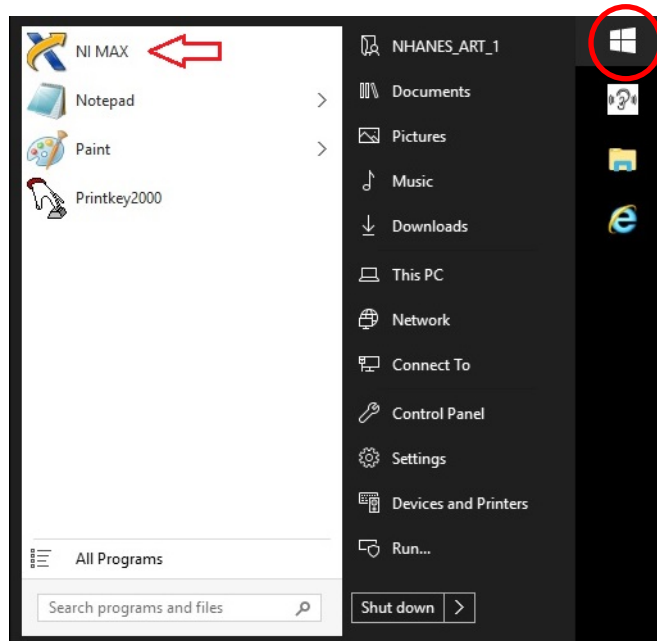 NI MAX
Notepad
Paint
Printkey2000
All Programs
Search programs and files
NHANES_ART_1
Documents
Pictures
Music
Downloads
This PC
Network
Connect To
Control Panel
Settings
Devices and Printers
Run...
Shut down